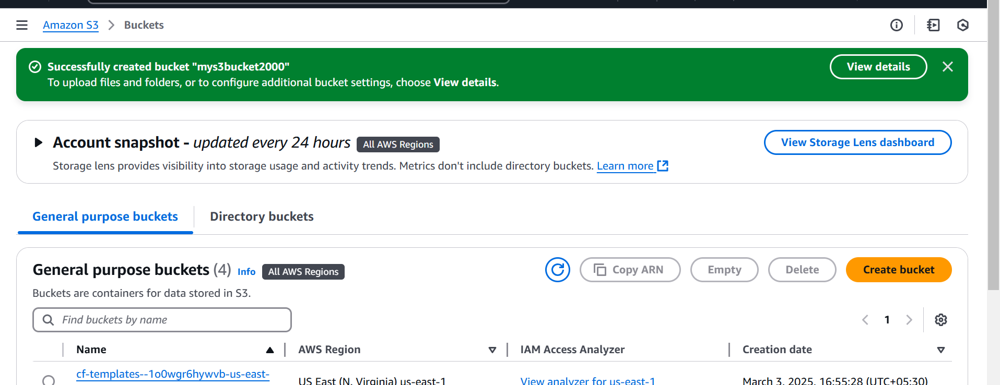 Amazon S3 > Buckets
Successfully created bucket "mys3bucket2000"
To upload files and folders, or to configure additional bucket settings, choose View details.
View details
Account snapshot - updated every 24 hours All AWS Regions
View Storage Lens dashboard
Storage lens provides visibility into storage usage and activity trends. Metrics don't include directory buckets. Learn more
General purpose buckets Directory buckets
General purpose buckets (4) Info All AWS Regions
Copy ARN Empty Delete Create bucket
Buckets are containers for data stored in S3.
Find buckets by name
1
Name AWS Region IAM Access Analyzer Creation date
cf-templates--1o0wgr6hywvb-us-east-
US East (N. Virginia) us-east-1 View analyzer for us-east-1 March 3, 2025, 16:55:28 (UTC+05:30)